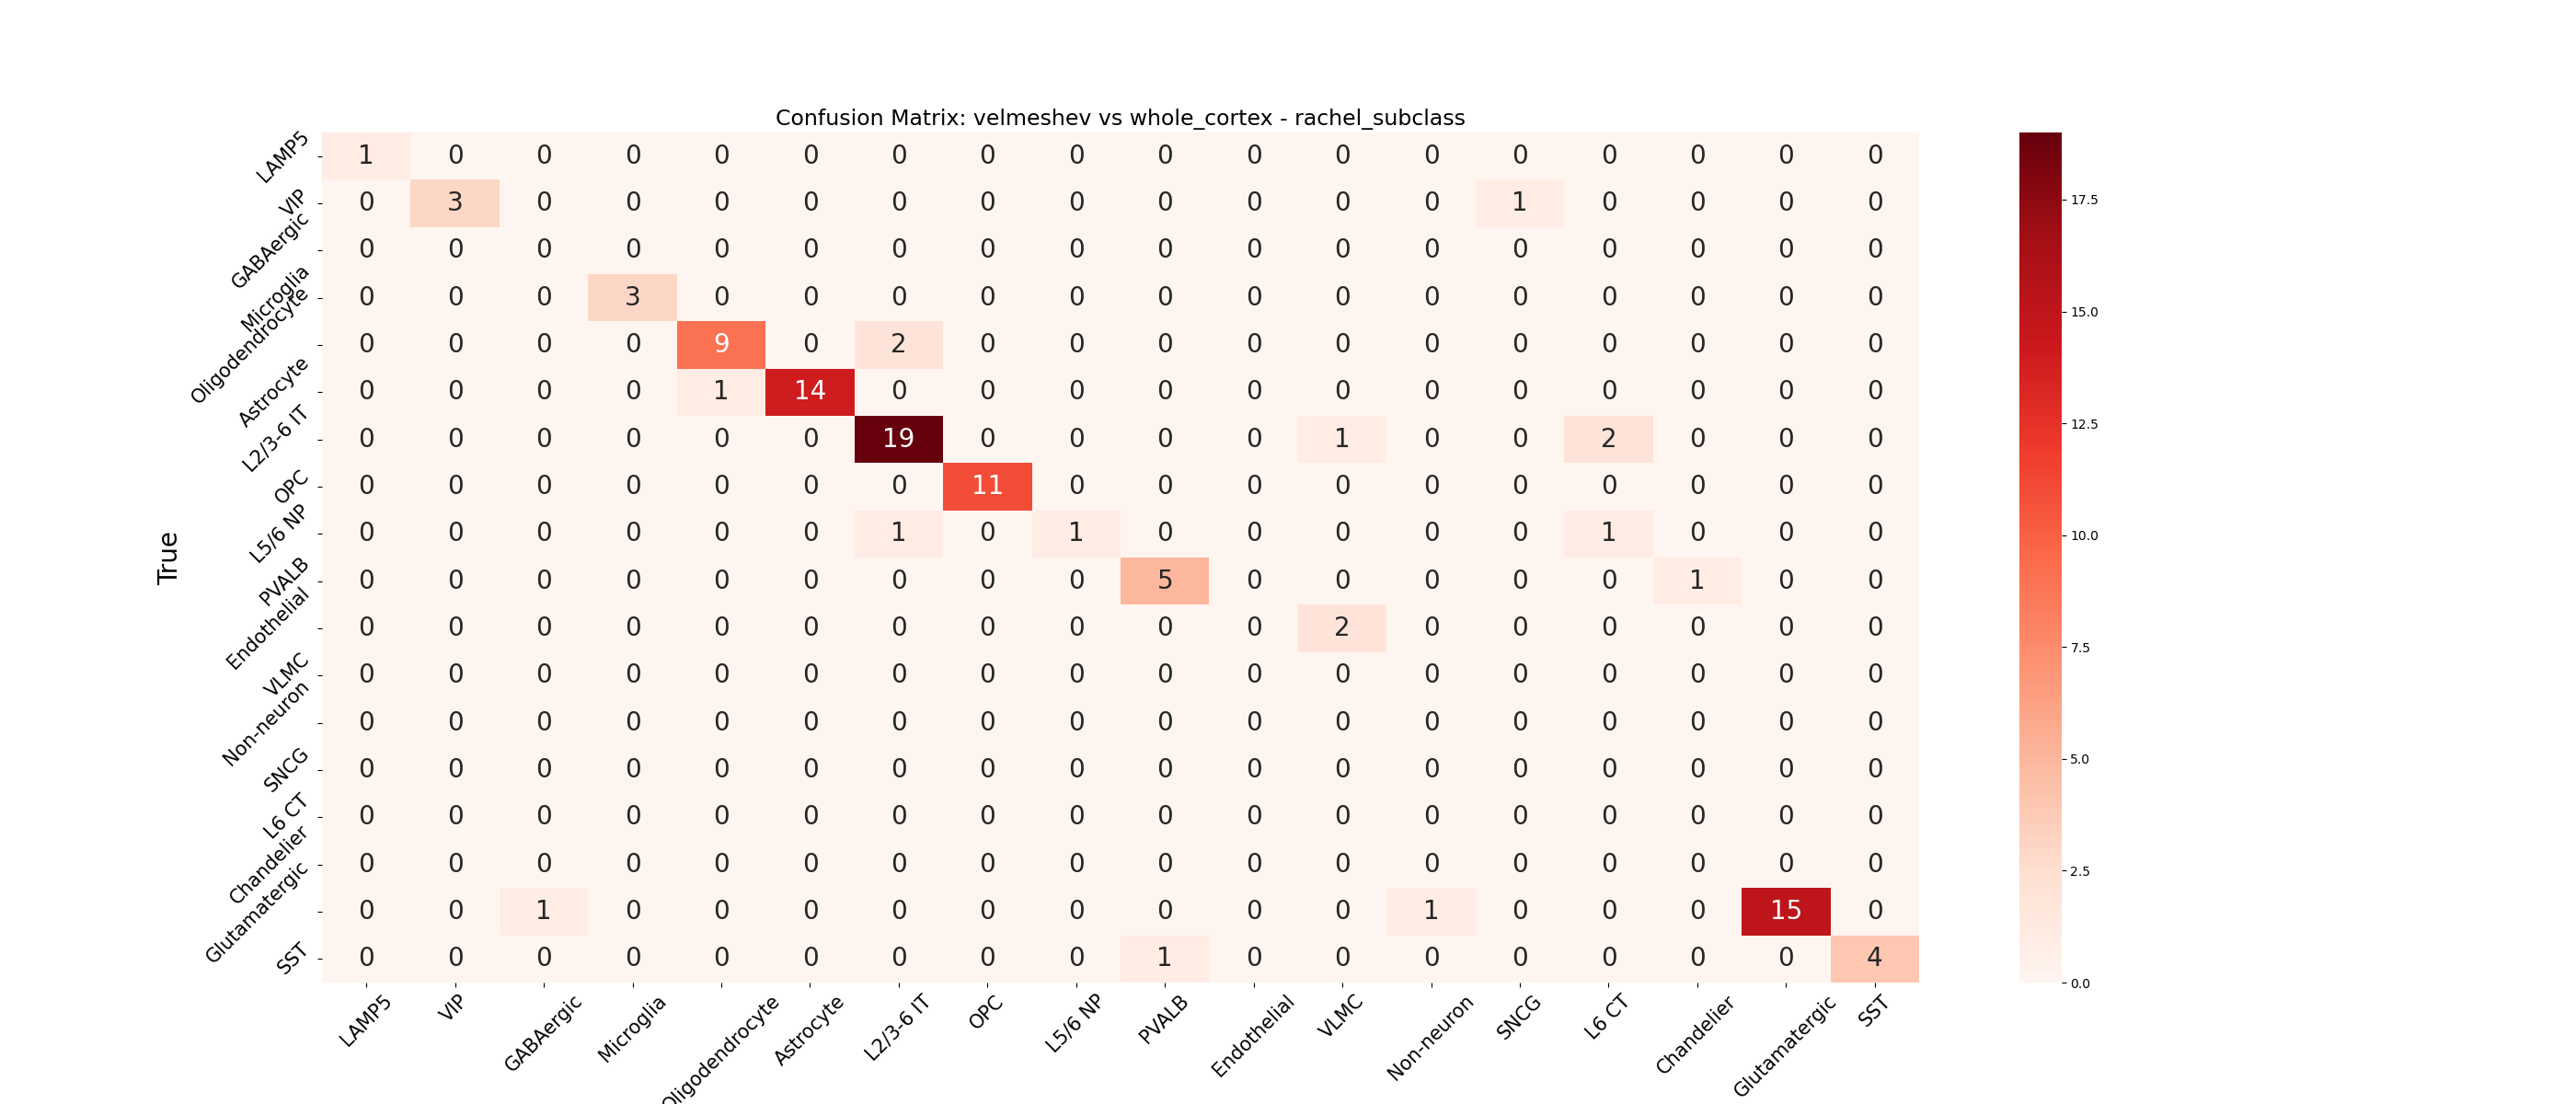 Confusion Matrix: velmeshev vs whole_cortex - rachel_subclass
True
LAMP5 1 0 0 0 0 0 0 0 0 0 0 0 0 0 0 0 0 0
VIP 0 3 0 0 0 0 0 0 0 0 0 0 0 1 0 0 0 0
GABAergic 0 0 0 0 0 0 0 0 0 0 0 0 0 0 0 0 0 0
Microglia 0 0 0 3 0 0 0 0 0 0 0 0 0 0 0 0 0 0
Oligodendrocyte 0 0 0 0 9 0 2 0 0 0 0 0 0 0 0 0 0 0
Astrocyte 0 0 0 0 1 14 0 0 0 0 0 0 0 0 0 0 0 0
L2/3-6 IT 0 0 0 0 0 0 19 0 0 0 0 1 0 0 2 0 0 0
OPC 0 0 0 0 0 0 0 11 0 0 0 0 0 0 0 0 0 0
L5/6 NP 0 0 0 0 0 0 1 0 1 0 0 0 0 0 1 0 0 0
PVALB 0 0 0 0 0 0 0 0 0 5 0 0 0 0 0 1 0 0
Endothelial 0 0 0 0 0 0 0 0 0 0 0 2 0 0 0 0 0 0
VLMC 0 0 0 0 0 0 0 0 0 0 0 0 0 0 0 0 0 0
Non-neuron 0 0 0 0 0 0 0 0 0 0 0 0 0 0 0 0 0 0
SNCG 0 0 0 0 0 0 0 0 0 0 0 0 0 0 0 0 0 0
L6 CT 0 0 0 0 0 0 0 0 0 0 0 0 0 0 0 0 0 0
Chandelier 0 0 0 0 0 0 0 0 0 0 0 0 0 0 0 0 0 0
Glutamatergic 0 0 1 0 0 0 0 0 0 0 0 0 1 0 0 0 15 0
SST 0 0 0 0 0 0 0 0 0 1 0 0 0 0 0 0 0 4
LAMP5 VIP GABAergic Microglia Oligodendrocyte Astrocyte L2/3-6 IT OPC L5/6 NP PVALB Endothelial VLMC Non-neuron SNCG L6 CT Chandelier Glutamatergic SST
17.5
15.0
12.5
10.0
7.5
5.0
2.5
0.0